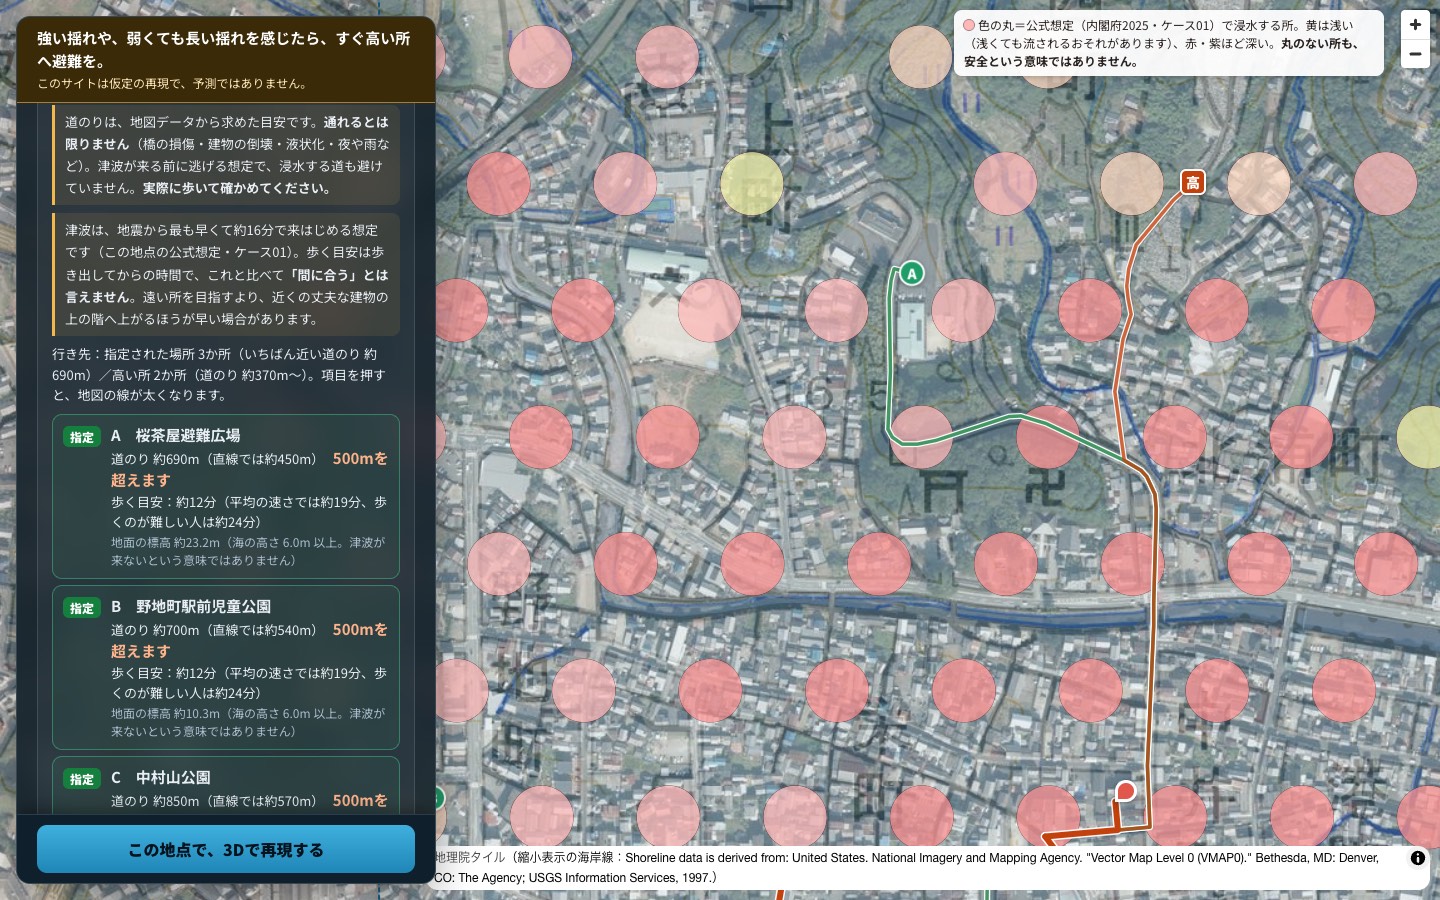 強い揺れや、弱くても長い揺れを感じたら、すぐ高い所
へ避難を。
このサイトは仮定の再現で、予測ではありません。
道のりは、地図データから求めた目安です。通れるとは
限りません（橋の損傷・建物の倒壊・液状化・夜や雨な
ど）。津波が来る前に逃げる想定で、浸水する道も避け
ていません。実際に歩いて確かめてください。
津波は、地震から最も早くて約16分で来はじめる想定
です（この地点の公式想定・ケース01）。歩く目安は歩
き出してからの時間で、これと比べて「間に合う」とは
言えません。遠い所を目指すより、近くの丈夫な建物の
上の階へ上がるほうが早い場合があります。
行き先：指定された場所 3か所（いちばん近い道のり 約
690m）／高い所 2か所（道のり 約370m〜）。項目を押す
と、地図の線が太くなります。
指定 A 桜茶屋避難広場
道のり 約690m（直線では約450m） 500mを
超えます
歩く目安：約12分（平均の速さでは約19分、歩
くのが難しい人は約24分）
地面の標高 約23.2m（海の高さ 6.0m 以上。津波が
来ないという意味ではありません）
指定 B 野地町駅前児童公園
道のり 約700m（直線では約540m） 500mを
超えます
歩く目安：約12分（平均の速さでは約19分、歩
くのが難しい人は約24分）
地面の標高 約10.3m（海の高さ 6.0m 以上。津波が
来ないという意味ではありません）
指定 C 中村山公園
道のり 約850m（直線では約570m） 500mを
この地点で、3Dで再現する
色の丸＝公式想定（内閣府2025・ケース01）で浸水する所。黄は浅い
（浅くても流されるおそれがあります）、赤・紫ほど深い。丸のない所も、
安全という意味ではありません。
+
−
高
A
地理院タイル（縮小表示の海岸線：Shoreline data is derived from: United States. National Imagery and Mapping Agency. "Vector Map Level 0 (VMAP0)." Bethesda, MD: Denver,
CO: The Agency; USGS Information Services, 1997.）